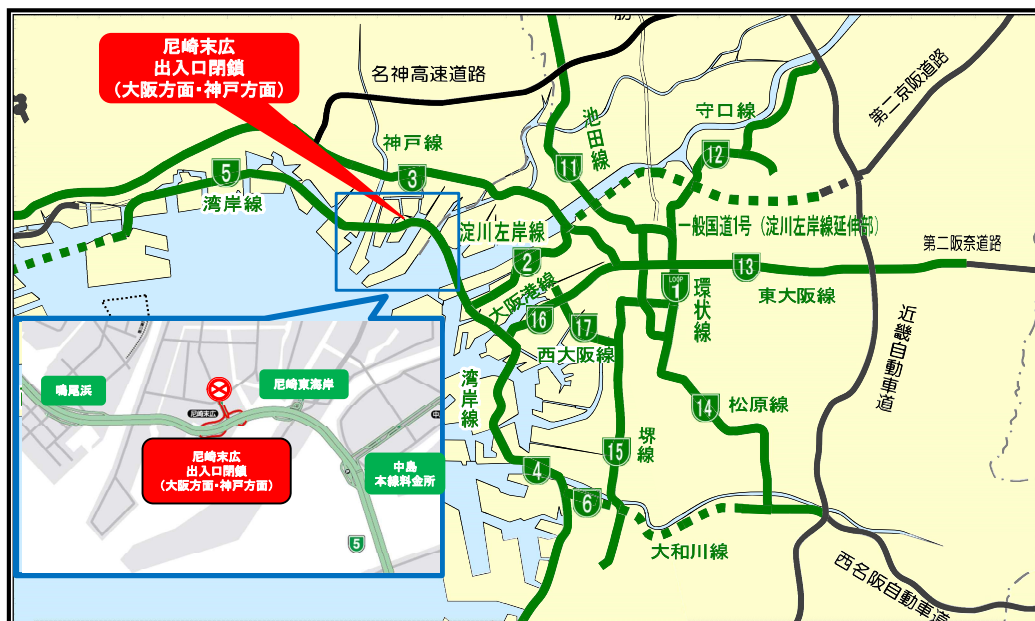 尼崎末広
出入口閉鎖
(大阪方面・神戸方面)
名神高速道路
神戸線
3
5
湾岸線
池田線
11
守口線
12
第二京阪道路
淀川左岸線
2
一般国道1号(淀川左岸線延伸部)
第二阪奈道路
13
東大阪線
LOOP
1
環状線
大阪港線
16
17
西大阪線
近畿自動車道
湾岸線
4
14
松原線
堺線
15
6
大和川線
西名阪自動車道
鳴尾浜
尼崎東海岸
尼崎末広
尼崎末広
出入口閉鎖
(大阪方面・神戸方面)
中島
本線料金所
5